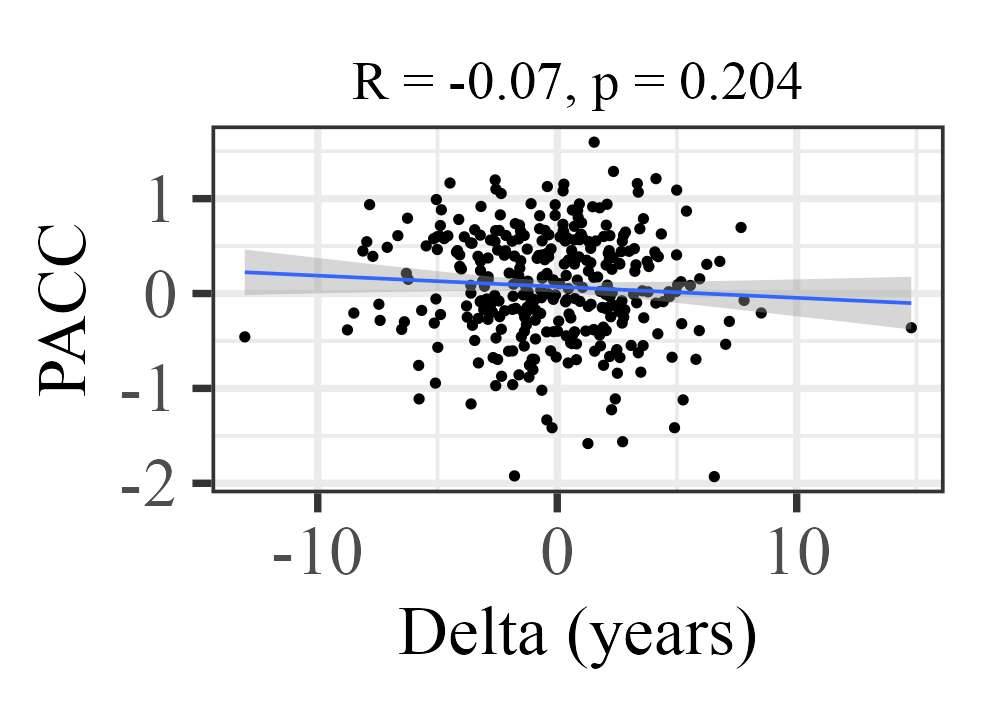 R = -0.07, p = 0.204
PACC
1
0
-1
-2
-10 0 10
Delta (years)